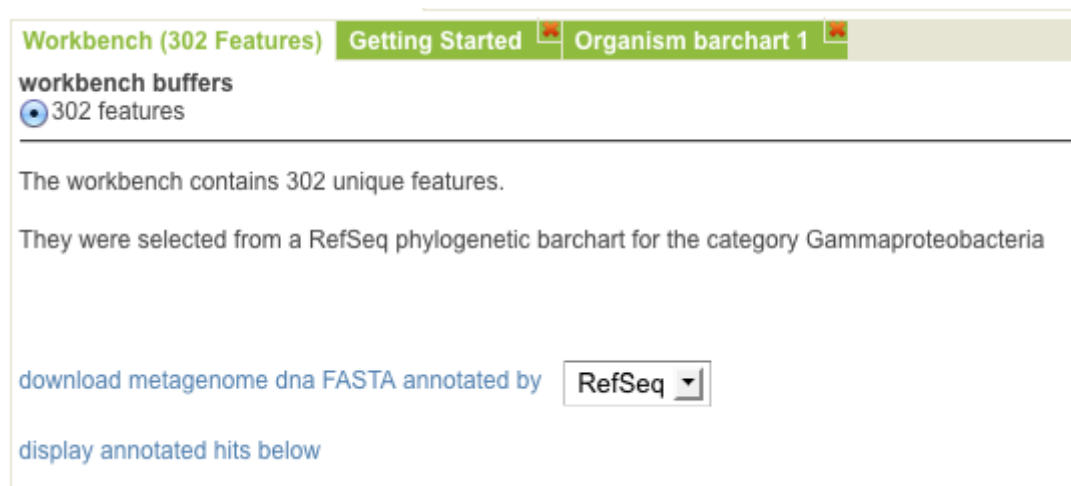 Workbench (302 Features) Getting Started Organism barchart 1
workbench buffers
302 features
The workbench contains 302 unique features.
They were selected from a RefSeq phylogenetic barchart for the category Gammaproteobacteria
download metagenome dna FASTA annotated by RefSeq
display annotated hits below